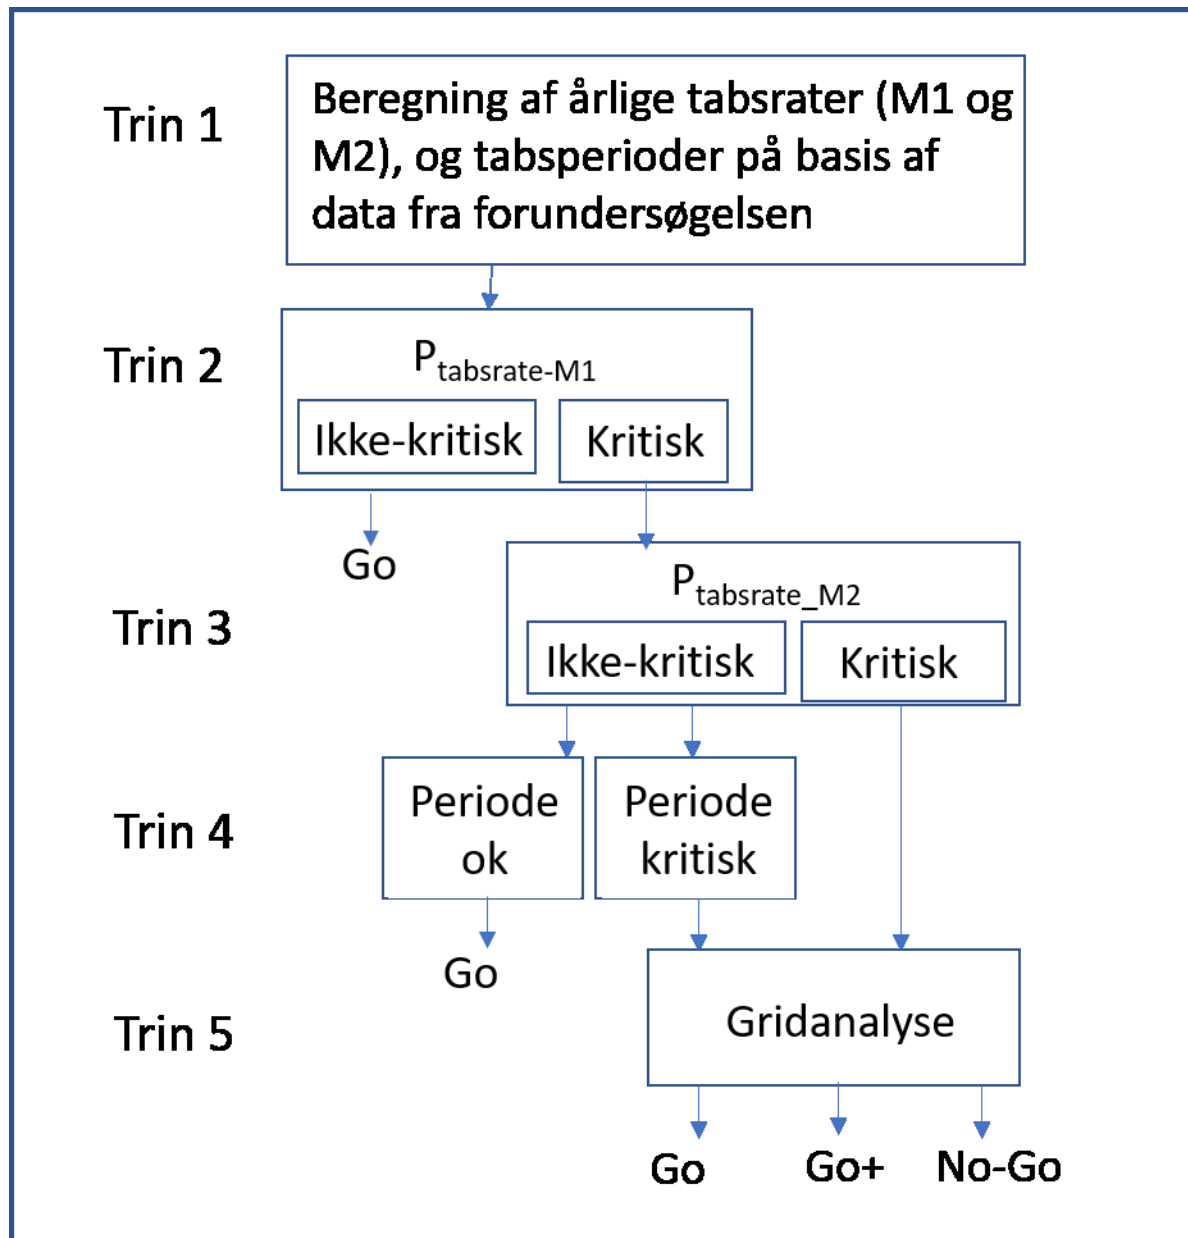 Trin 1
Beregning af årlige tabsrater (M1 og
M2), og tabsperioder på basis af
data fra forundersøgelsen
Trin 2
P tabsrate-M1
Ikke-kritisk
Kritisk
Go
Trin 3
P tabsrate_M2
Ikke-kritisk
Kritisk
Trin 4
Periode
ok
Periode
kritisk
Go
Trin 5
Gridanalyse
Go
Go+
No-Go